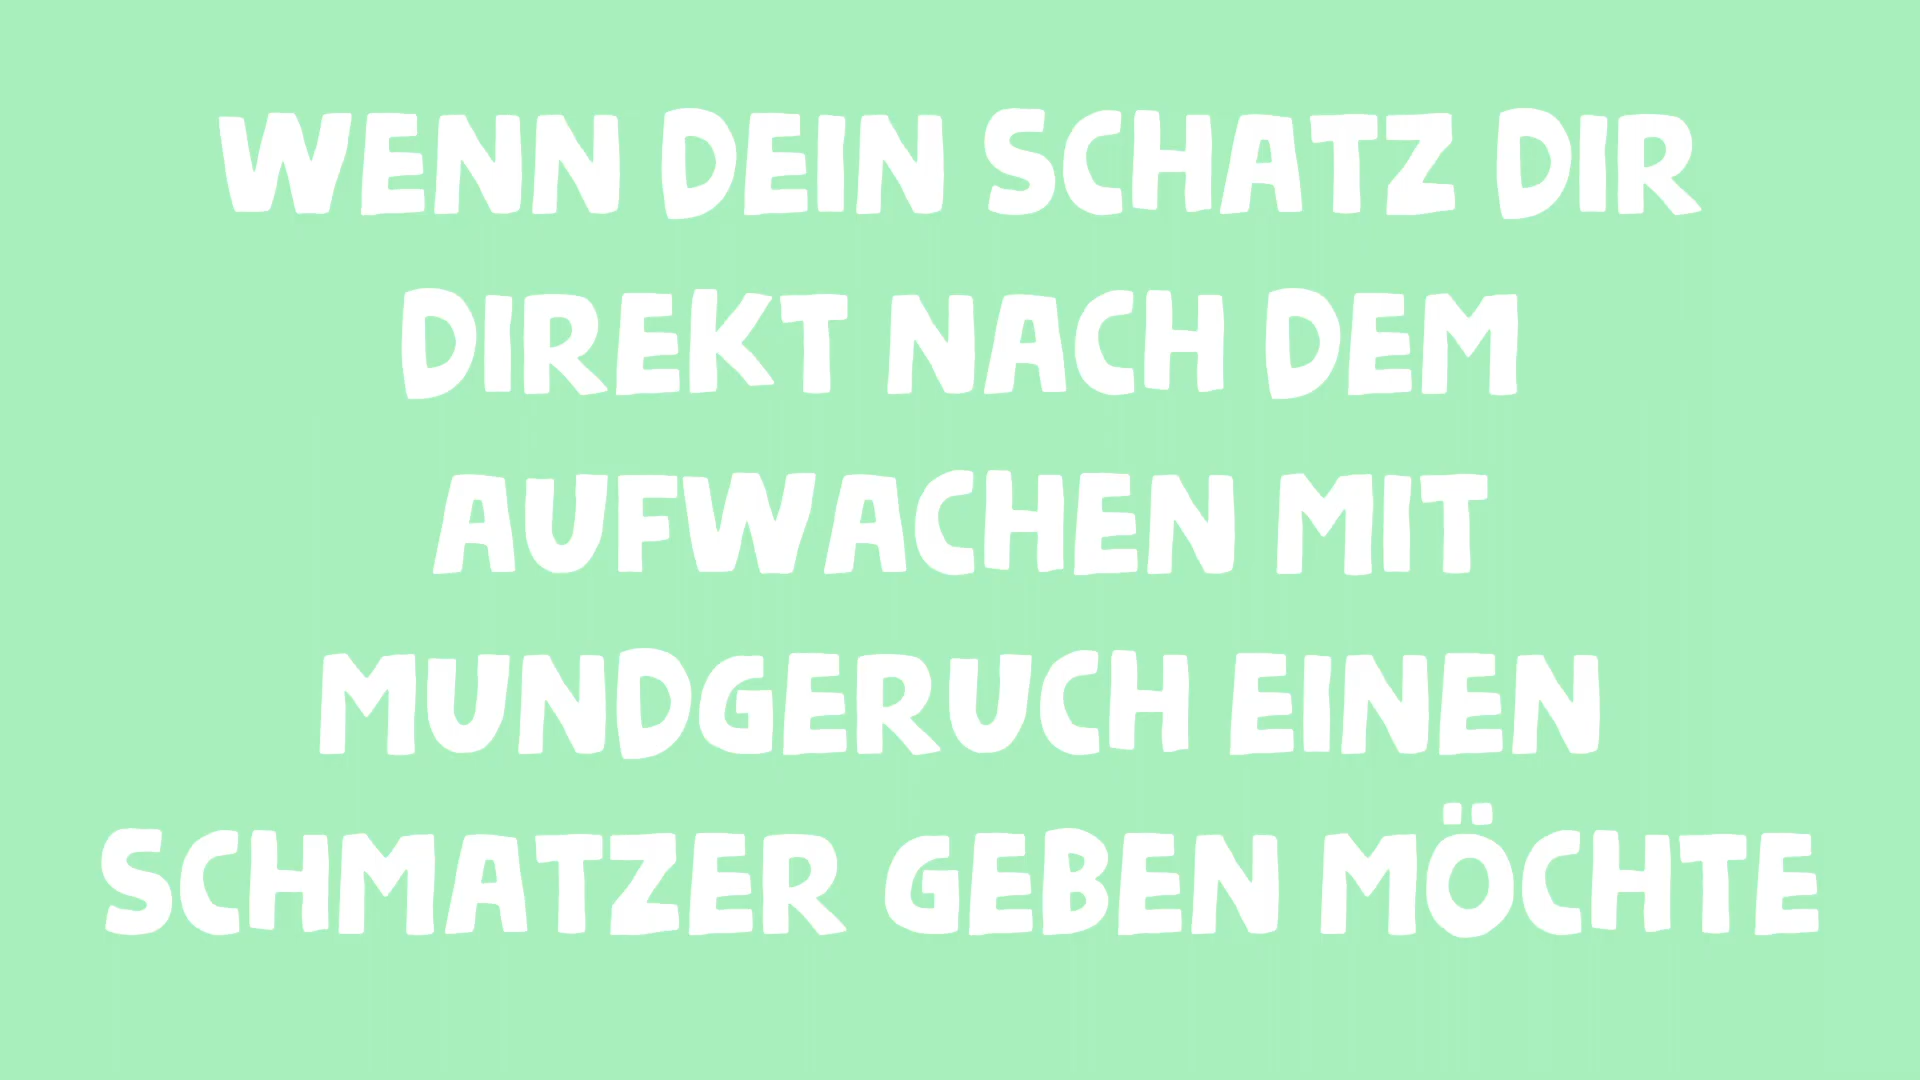 WENN DEIN SCHATZ DIR
DIREKT NACH DEM
AUFWACHEN MIT
MUNDGERUCH EINEN
SCHMATZER GEBEN MÖCHTE